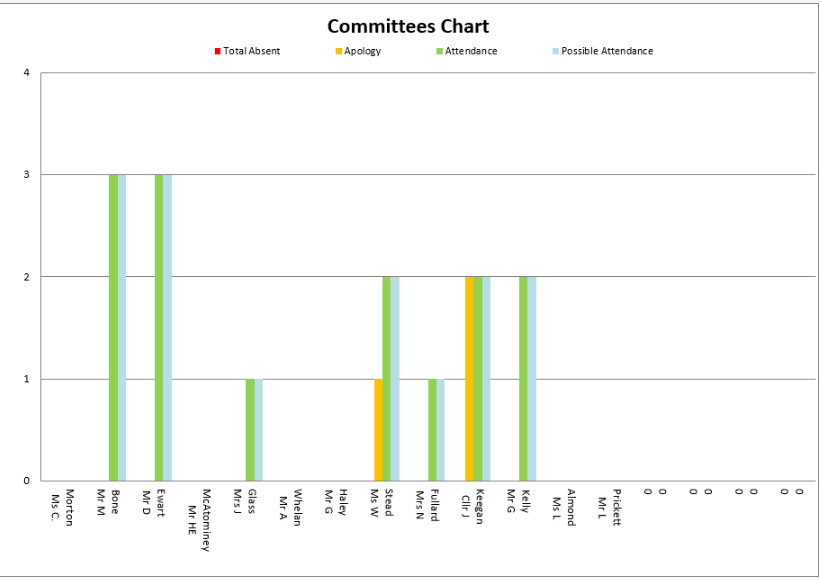 Committees Chart
Total Absent Apology Attendance Possible Attendance
4
3
2
1
0
Morton
Ms C.
Bone
Mr M
Ewart
Mr D
McAtominey
Mr HE
Glass
Mrs J
Whelan
Mr A
Haley
Mr G
Stead
Ms W
Fullard
Mrs N
Keegan
Cllr J
Kelly
Mr G
Almond
Ms L
Prickett
Mr L
0
0
0
0
0
0
0
0